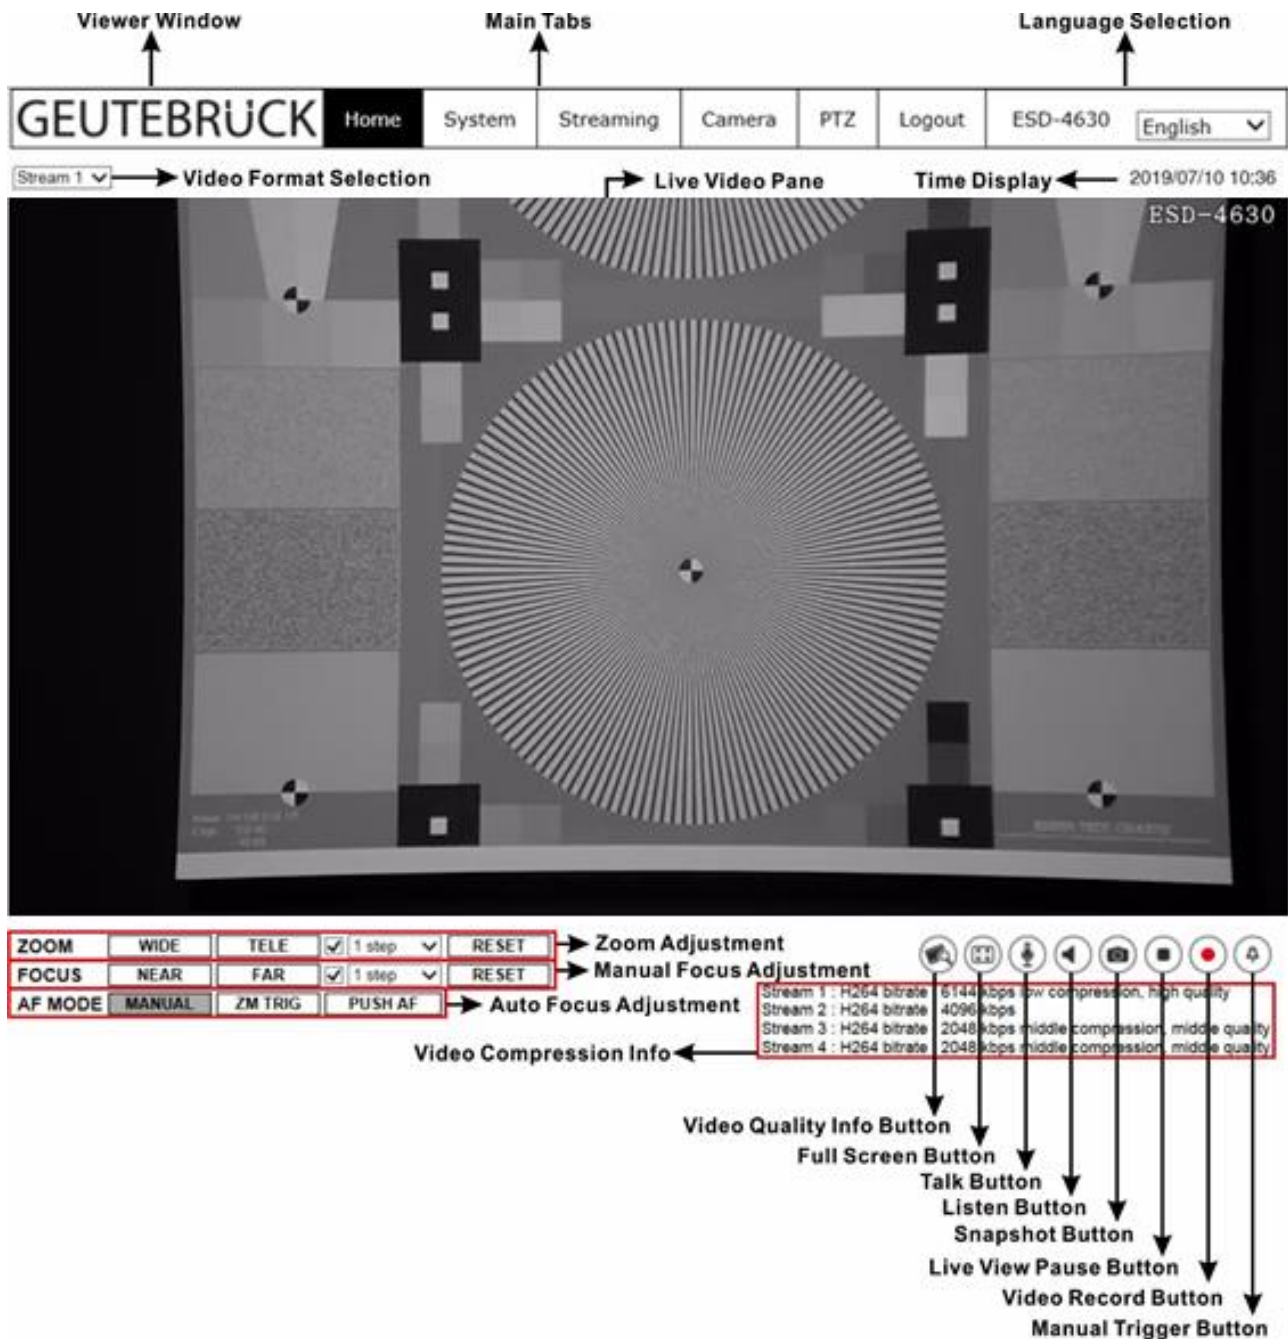 Viewer Window Main Tabs Language Selection
GEUTEBRÜCK Home System Streaming Camera PTZ Logout ESD-4630 English
Stream 1 Video Format Selection Live Video Pane Time Display 2019/07/10 10:36
ESD-4630
ZOOM WIDE TELE 1 step RESET Zoom Adjustment
FOCUS NEAR FAR 1 step RESET Manual Focus Adjustment
AF MODE MANUAL ZM TRIG PUSH AF Auto Focus Adjustment
Stream 1 : H264 bitrate : 6144 kbps low compression, high quality
Stream 2 : H264 bitrate : 4096 kbps
Stream 3 : H264 bitrate : 2048 kbps middle compression, middle quality
Stream 4 : H264 bitrate : 2048 kbps middle compression, middle quality
Video Compression Info
Video Quality Info Button
Full Screen Button
Talk Button
Listen Button
Snapshot Button
Live View Pause Button
Video Record Button
Manual Trigger Button